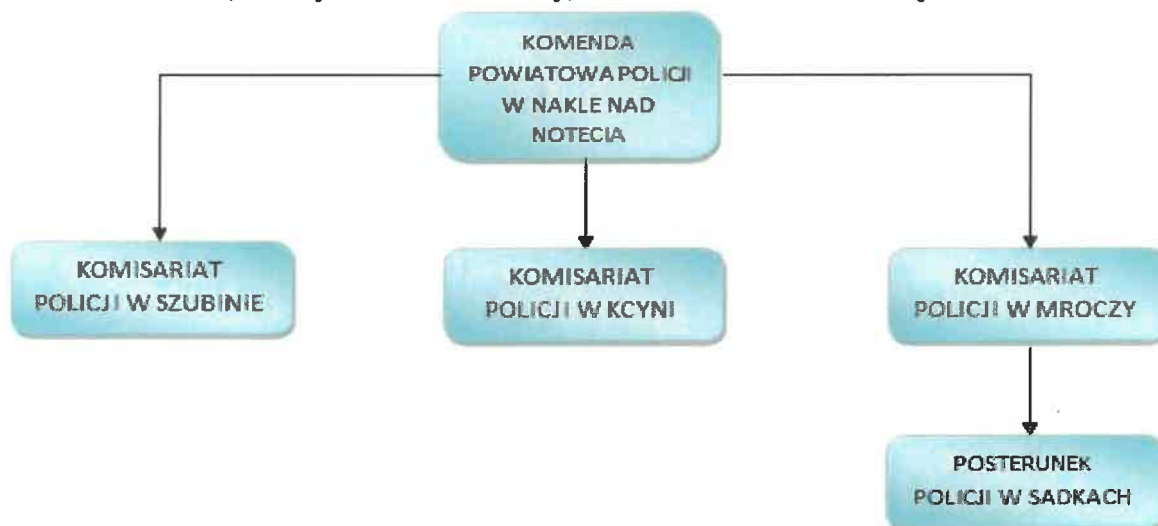 KOMENDA
POWIATOWA POLICJI
W NAKLE NAD
NOTECIA
KOMISARIAT
POLICJI W SZUBINIE
KOMISARIAT
POLICJI W KCYNI
KOMISARIAT
POLICJI W MROCZY
POSTERUNEK
POLICJI W SADKACH